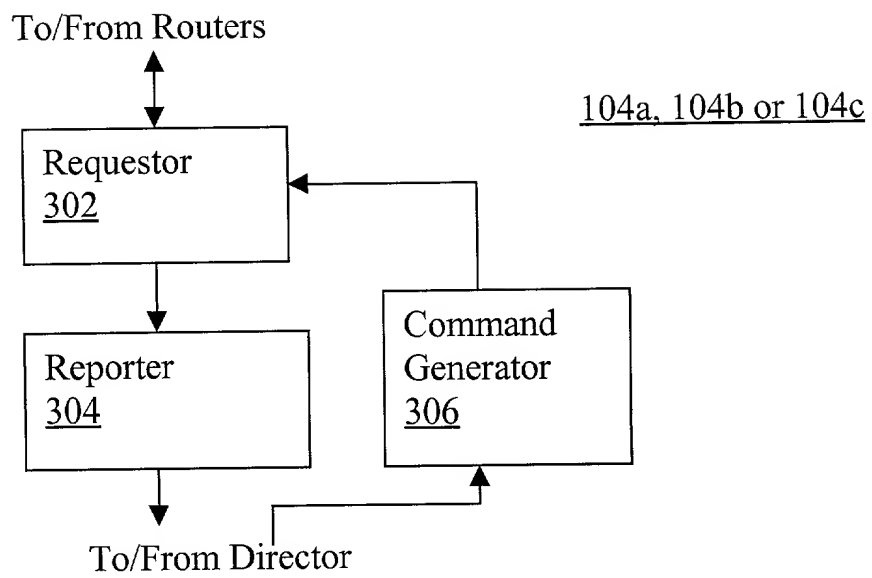 To/From Routers
104a, 104b or 104c
Requestor
302
Command
Generator
306
Reporter
304
To/From Director